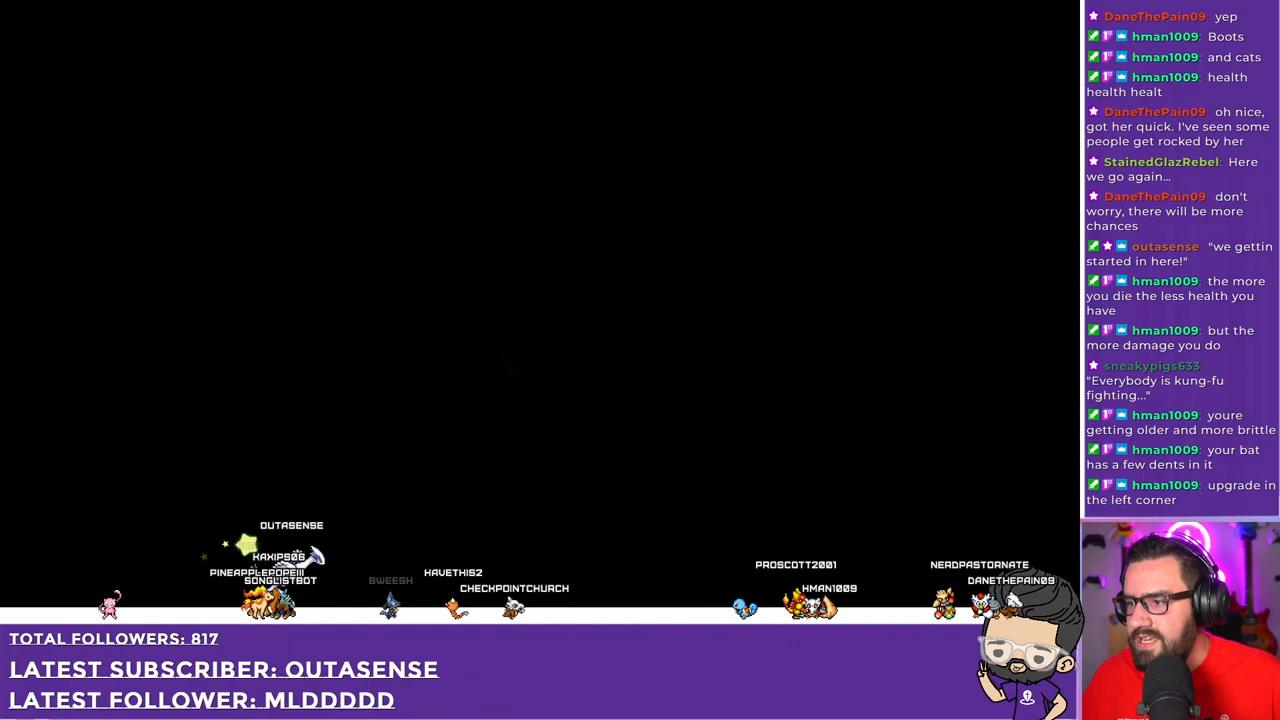 DaneThePain09 yep
hman1009: Boots
hman1009: and cats
hman1009: health
health healt
DaneThePain09 oh nice,
got her quick. I've seen some
people get rocked by her
StainedGlazRebel: Here
we go again...
DaneThePain09 don't
worry, there will be more
chances
outasense "we gettin
started in here!"
hman1009: the more
you die the less health you
have
hman1009: but the
more damage you do
sneakypigs633
"Everybody is kung-fu
fighting..."
hman1009: youre
getting older and more brittle
hman1009: your bat
has a few dents in it
hman1009: upgrade in
the left corner
OUTASENSE
KAXIPS06
PINEAPPLEPOPEIII
SONGLISTBOT
BWEESH
HAVETHIS2
CHECKPOINTCHURCH
PROSCOTT2001
HMAN1009
NERDPASTORNATE
DANETHEPAIN09
TOTAL FOLLOWERS: 817
LATEST SUBSCRIBER: OUTASENSE
LATEST FOLLOWER: MLDDDDD